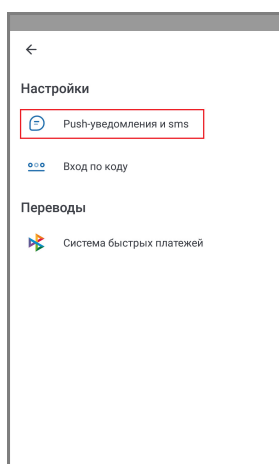 Настройки
Push-уведомления и sms
Вход по коду
Переводы
Система быстрых платежей